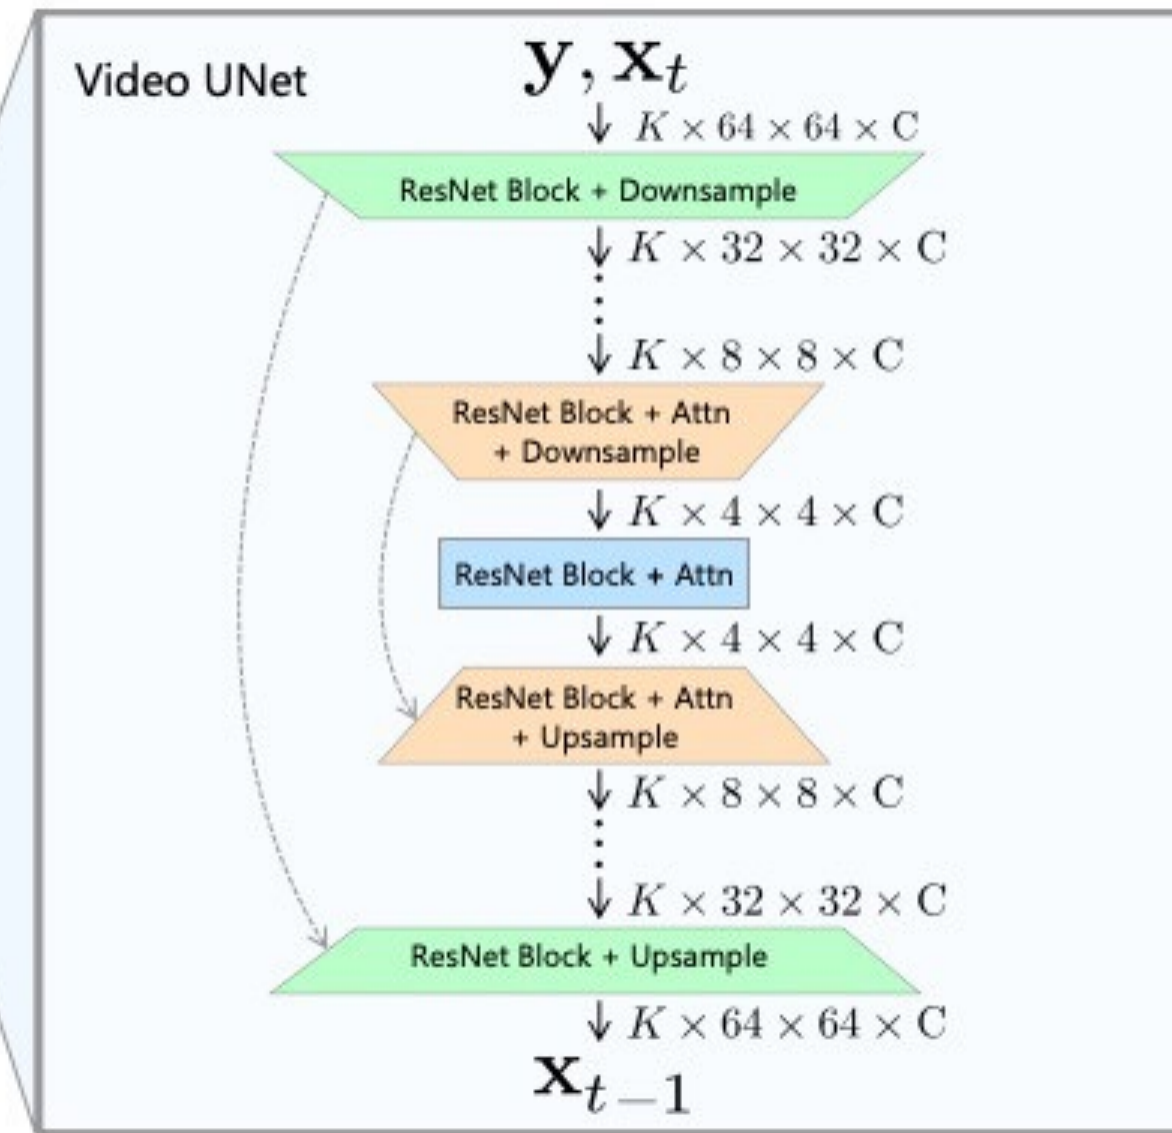 Video UNet
y, x_t
K × 64 × 64 × C
ResNet Block + Downsample
K × 32 × 32 × C
K × 8 × 8 × C
ResNet Block + Attn
+ Downsample
K × 4 × 4 × C
ResNet Block + Attn
K × 4 × 4 × C
ResNet Block + Attn
+ Upsample
K × 8 × 8 × C
K × 32 × 32 × C
ResNet Block + Upsample
K × 64 × 64 × C
x_{t−1}